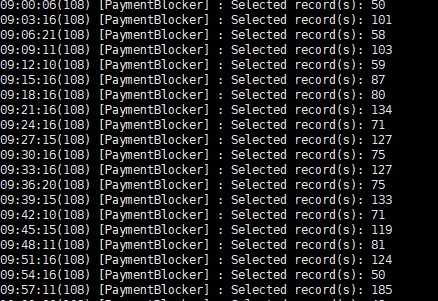 09:00:06(108) [PaymentBlocker] : Selected record(s): 50
09:03:16(108) [PaymentBlocker] : Selected record(s): 101
09:06:21(108) [PaymentBlocker] : Selected record(s): 58
09:09:11(108) [PaymentBlocker] : Selected record(s): 103
09:12:10(108) [PaymentBlocker] : Selected record(s): 59
09:15:16(108) [PaymentBlocker] : Selected record(s): 87
09:18:16(108) [PaymentBlocker] : Selected record(s): 80
09:21:16(108) [PaymentBlocker] : Selected record(s): 134
09:24:16(108) [PaymentBlocker] : Selected record(s): 71
09:27:15(108) [PaymentBlocker] : Selected record(s): 127
09:30:16(108) [PaymentBlocker] : Selected record(s): 75
09:33:16(108) [PaymentBlocker] : Selected record(s): 127
09:36:20(108) [PaymentBlocker] : Selected record(s): 75
09:39:15(108) [PaymentBlocker] : Selected record(s): 133
09:42:10(108) [PaymentBlocker] : Selected record(s): 71
09:45:15(108) [PaymentBlocker] : Selected record(s): 119
09:48:11(108) [PaymentBlocker] : Selected record(s): 81
09:51:16(108) [PaymentBlocker] : Selected record(s): 124
09:54:16(108) [PaymentBlocker] : Selected record(s): 50
09:57:11(108) [PaymentBlocker] : Selected record(s): 185